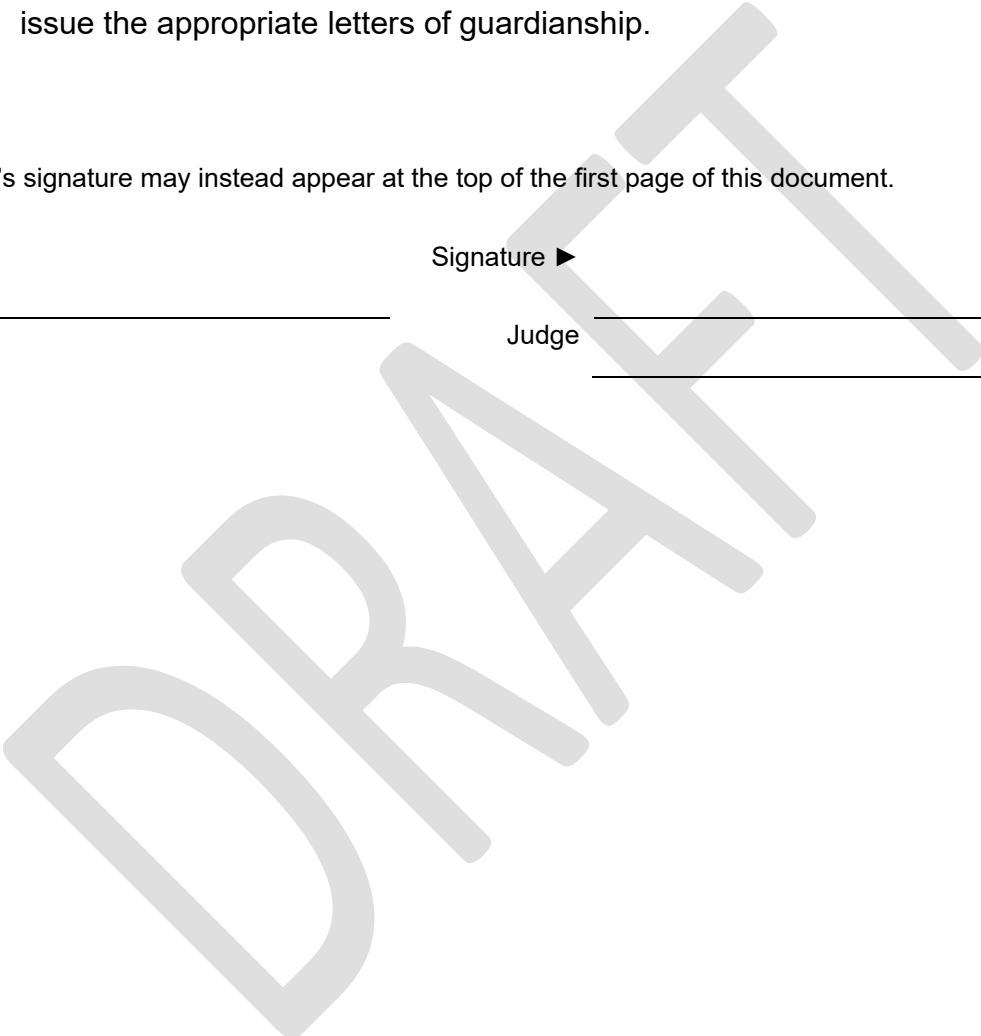 issue the appropriate letters of guardianship.
's signature may instead appear at the top of the first page of this document.
Signature ►
Judge
DRAFT